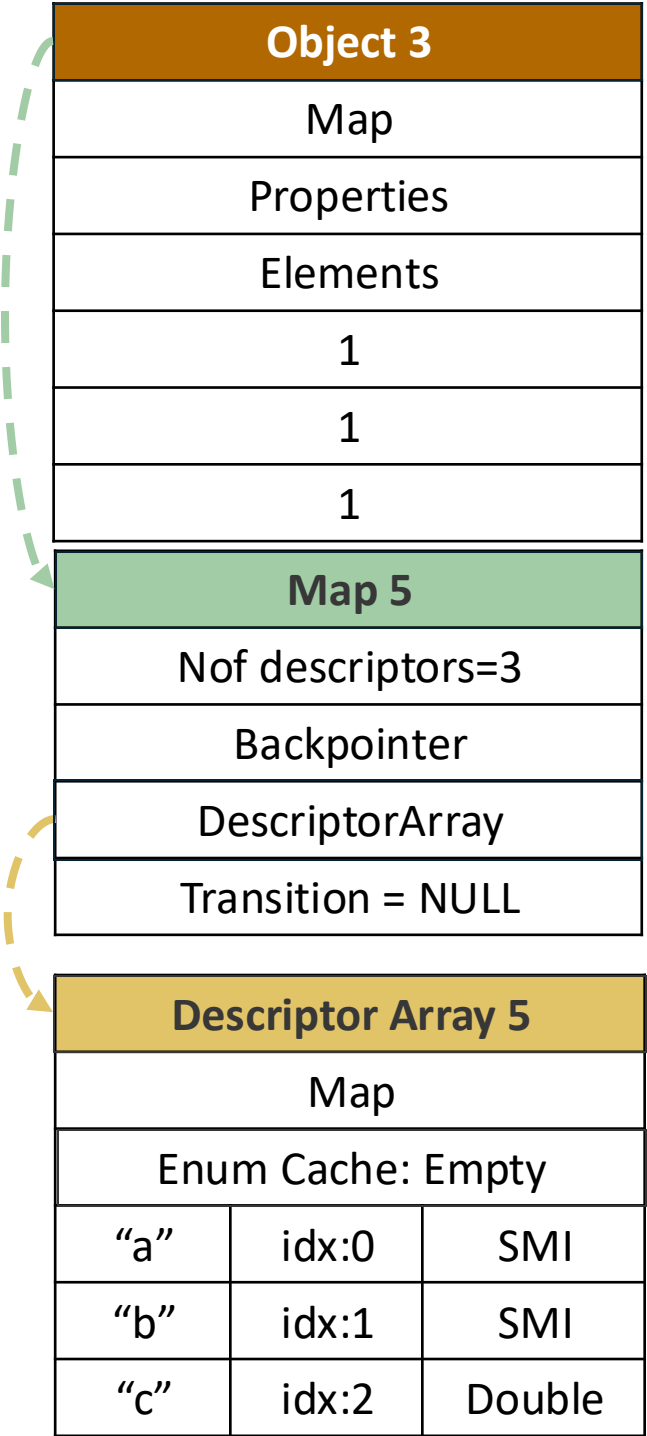 Object 3
Map
Properties
Elements
1
1
1
Map 5
Nof descriptors=3
Backpointer
DescriptorArray
Transition = NULL
Descriptor Array 5
Map
Enum Cache: Empty
“a” idx:0 SMI
“b” idx:1 SMI
“c” idx:2 Double